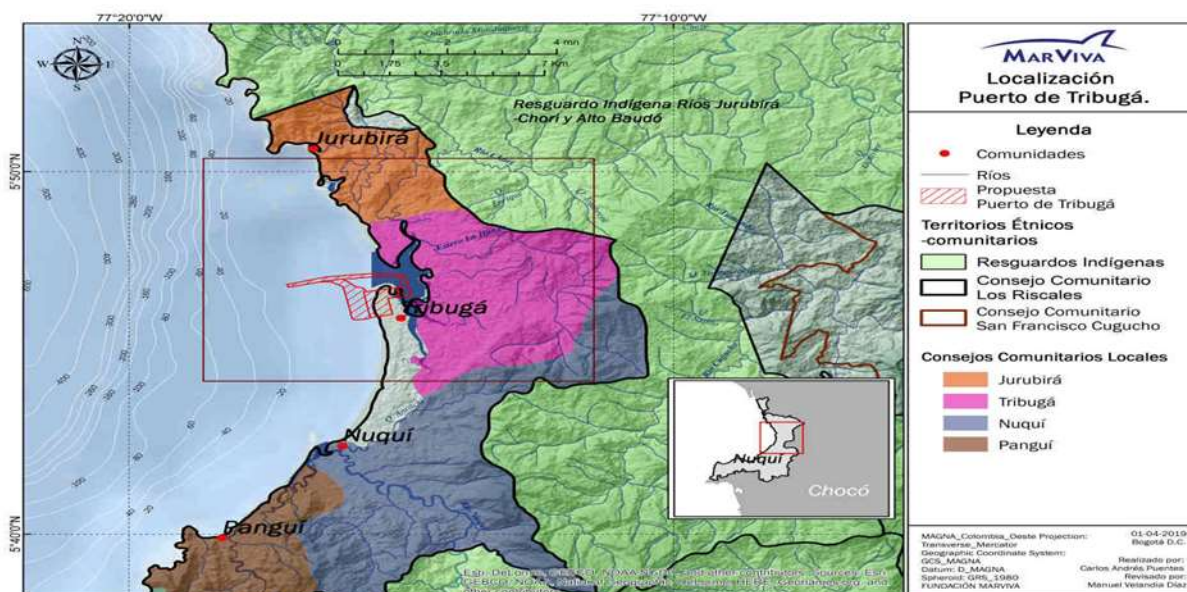 77°20'0"W
77°10'0"W
5°50'0"N
5°40'0"N
N
W
E
S
0 1 2 4 mn
0 1,75 3,5 7 Km
Resguardo Indígena Ríos Jurubirá
-Chorí y Alto Baudó
Jurubirá
Tribugá
Nuquí
Panguí
Nuquí
Chocó
MARVIVA
Localización
Puerto de Tribugá.
Leyenda
Comunidades
Ríos
Propuesta
Puerto de Tribugá
Territorios Étnicos
-comunitarios
Resguardos Indígenas
Consejo Comunitario
Los Riscales
Consejo Comunitario
San Francisco Cugucho
Consejos Comunitarios Locales
Jurubirá
Tribugá
Nuquí
Panguí
MAGNA_Colombia_Oeste Projection:
Transverse_Mercator
Geographic Coordinate System:
GCS_MAGNA
Datum: D_MAGNA
Spheroid: GRS_1980
FUNDACIÓN MARVIVA
01-04-2019
Bogotá D.C.
Realizado por:
Carlos Andrés Puentes
Revisado por:
Manuel Velandia Díaz